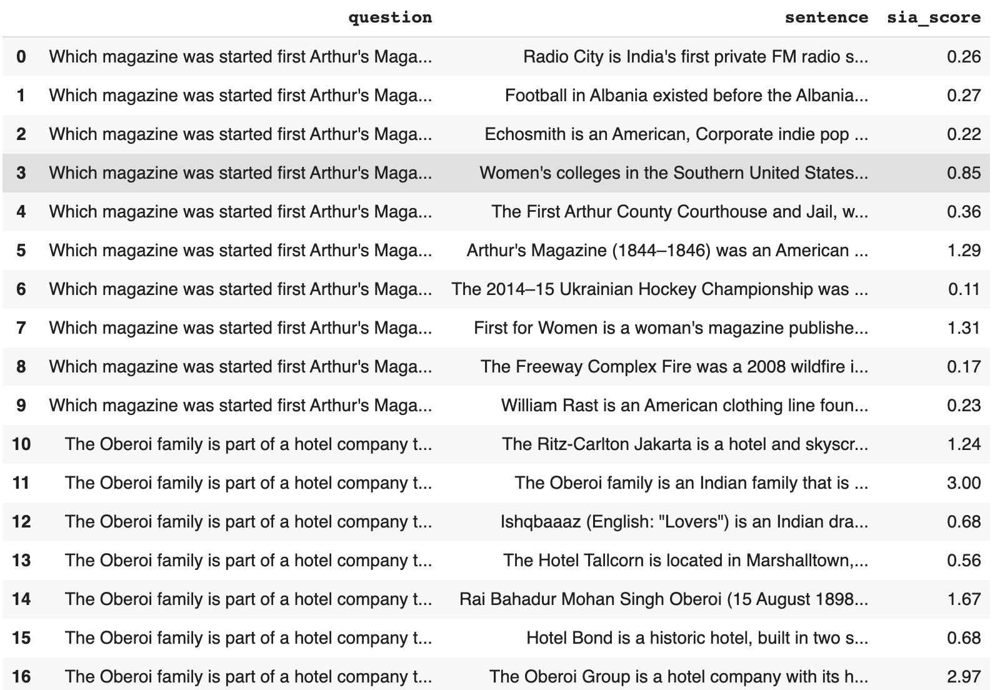 question sentence sia_score
0 Which magazine was started first Arthur's Maga... Radio City is India's first private FM radio s... 0.26
1 Which magazine was started first Arthur's Maga... Football in Albania existed before the Albania... 0.27
2 Which magazine was started first Arthur's Maga... Echosmith is an American, Corporate indie pop ... 0.22
3 Which magazine was started first Arthur's Maga... Women's colleges in the Southern United States... 0.85
4 Which magazine was started first Arthur's Maga... The First Arthur County Courthouse and Jail, w... 0.36
5 Which magazine was started first Arthur's Maga... Arthur's Magazine (1844–1846) was an American ... 1.29
6 Which magazine was started first Arthur's Maga... The 2014–15 Ukrainian Hockey Championship was ... 0.11
7 Which magazine was started first Arthur's Maga... First for Women is a woman's magazine publishe... 1.31
8 Which magazine was started first Arthur's Maga... The Freeway Complex Fire was a 2008 wildfire i... 0.17
9 Which magazine was started first Arthur's Maga... William Rast is an American clothing line foun... 0.23
10 The Oberoi family is part of a hotel company t... The Ritz-Carlton Jakarta is a hotel and skyscr... 1.24
11 The Oberoi family is part of a hotel company t... The Oberoi family is an Indian family that is ... 3.00
12 The Oberoi family is part of a hotel company t... Ishqbaaaz (English: "Lovers") is an Indian dra... 0.68
13 The Oberoi family is part of a hotel company t... The Hotel Tallcorn is located in Marshalltown,... 0.56
14 The Oberoi family is part of a hotel company t... Rai Bahadur Mohan Singh Oberoi (15 August 1898... 1.67
15 The Oberoi family is part of a hotel company t... Hotel Bond is a historic hotel, built in two s... 0.68
16 The Oberoi family is part of a hotel company t... The Oberoi Group is a hotel company with its h... 2.97